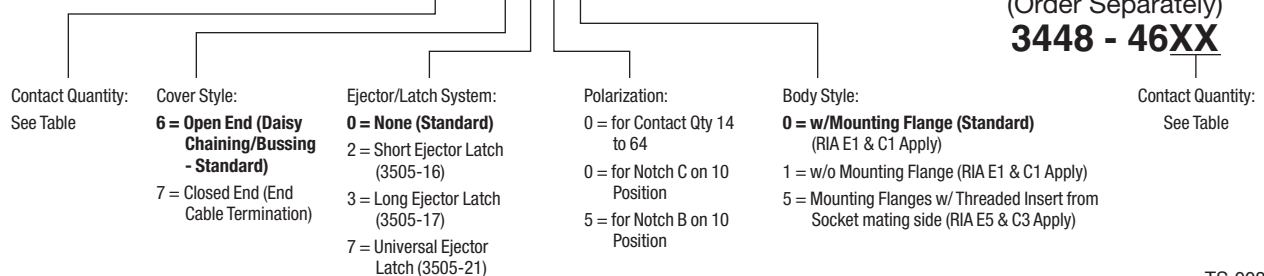 (Order Separately)
3448 - 46XX
Contact Quantity:
See Table
Cover Style:
6 = Open End (Daisy
Chaining/Bussing
- Standard)
7 = Closed End (End
Cable Termination)
Ejector/Latch System:
0 = None (Standard)
2 = Short Ejector Latch
(3505-16)
3 = Long Ejector Latch
(3505-17)
7 = Universal Ejector
Latch (3505-21)
Polarization:
0 = for Contact Qty 14
to 64
0 = for Notch C on 10
Position
5 = for Notch B on 10
Position
Body Style:
0 = w/Mounting Flange (Standard)
(RIA E1 & C1 Apply)
1 = w/o Mounting Flange (RIA E1 & C1 Apply)
5 = Mounting Flanges w/ Threaded Insert from
Socket mating side (RIA E5 & C3 Apply)
Contact Quantity:
See Table